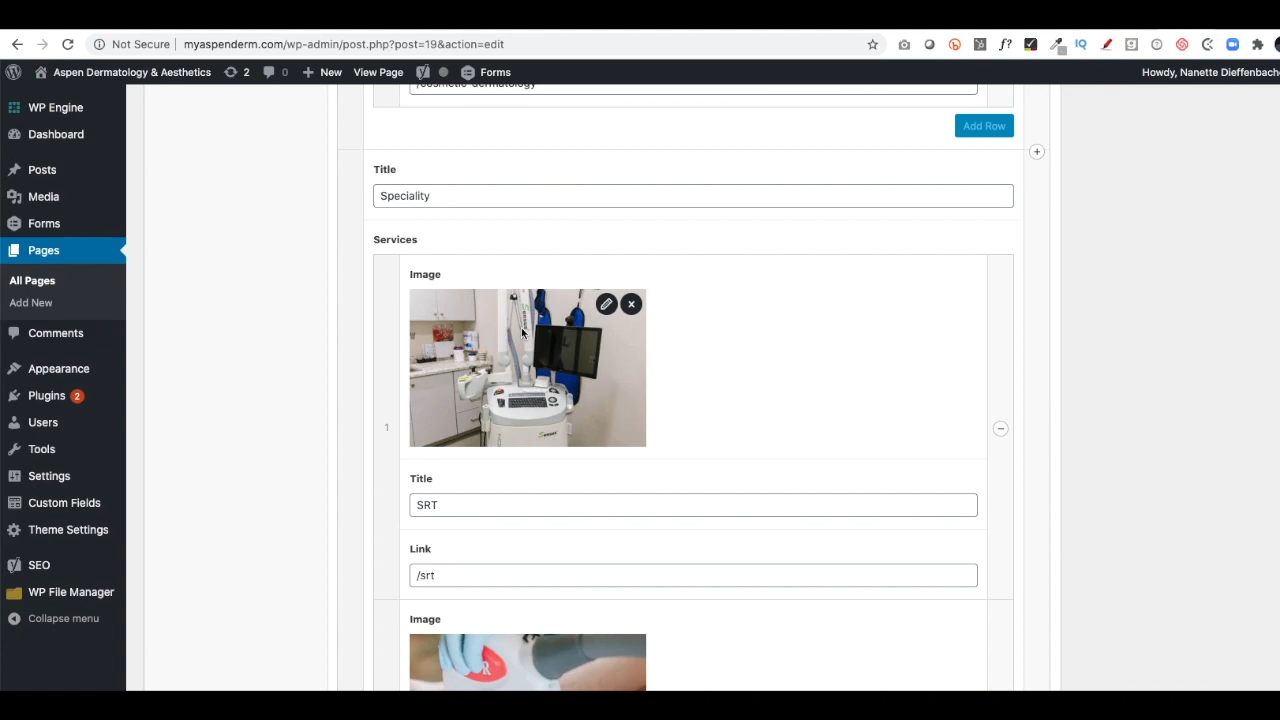 Not Secure myaspenderm.com/wp-admin/post.php?post=19&action=edit
Aspen Dermatology & Aesthetics 2 0 New View Page Forms Howdy, Nanette Dieffenbache
/cosmetic-dermatology
Add Row
WP Engine
Dashboard
Posts
Media
Forms
Pages
All Pages
Add New
Comments
Appearance
Plugins 2
Users
Tools
Settings
Custom Fields
Theme Settings
SEO
WP File Manager
Collapse menu
Title
Speciality
Services
Image
1
Title
SRT
Link
/srt
Image
R